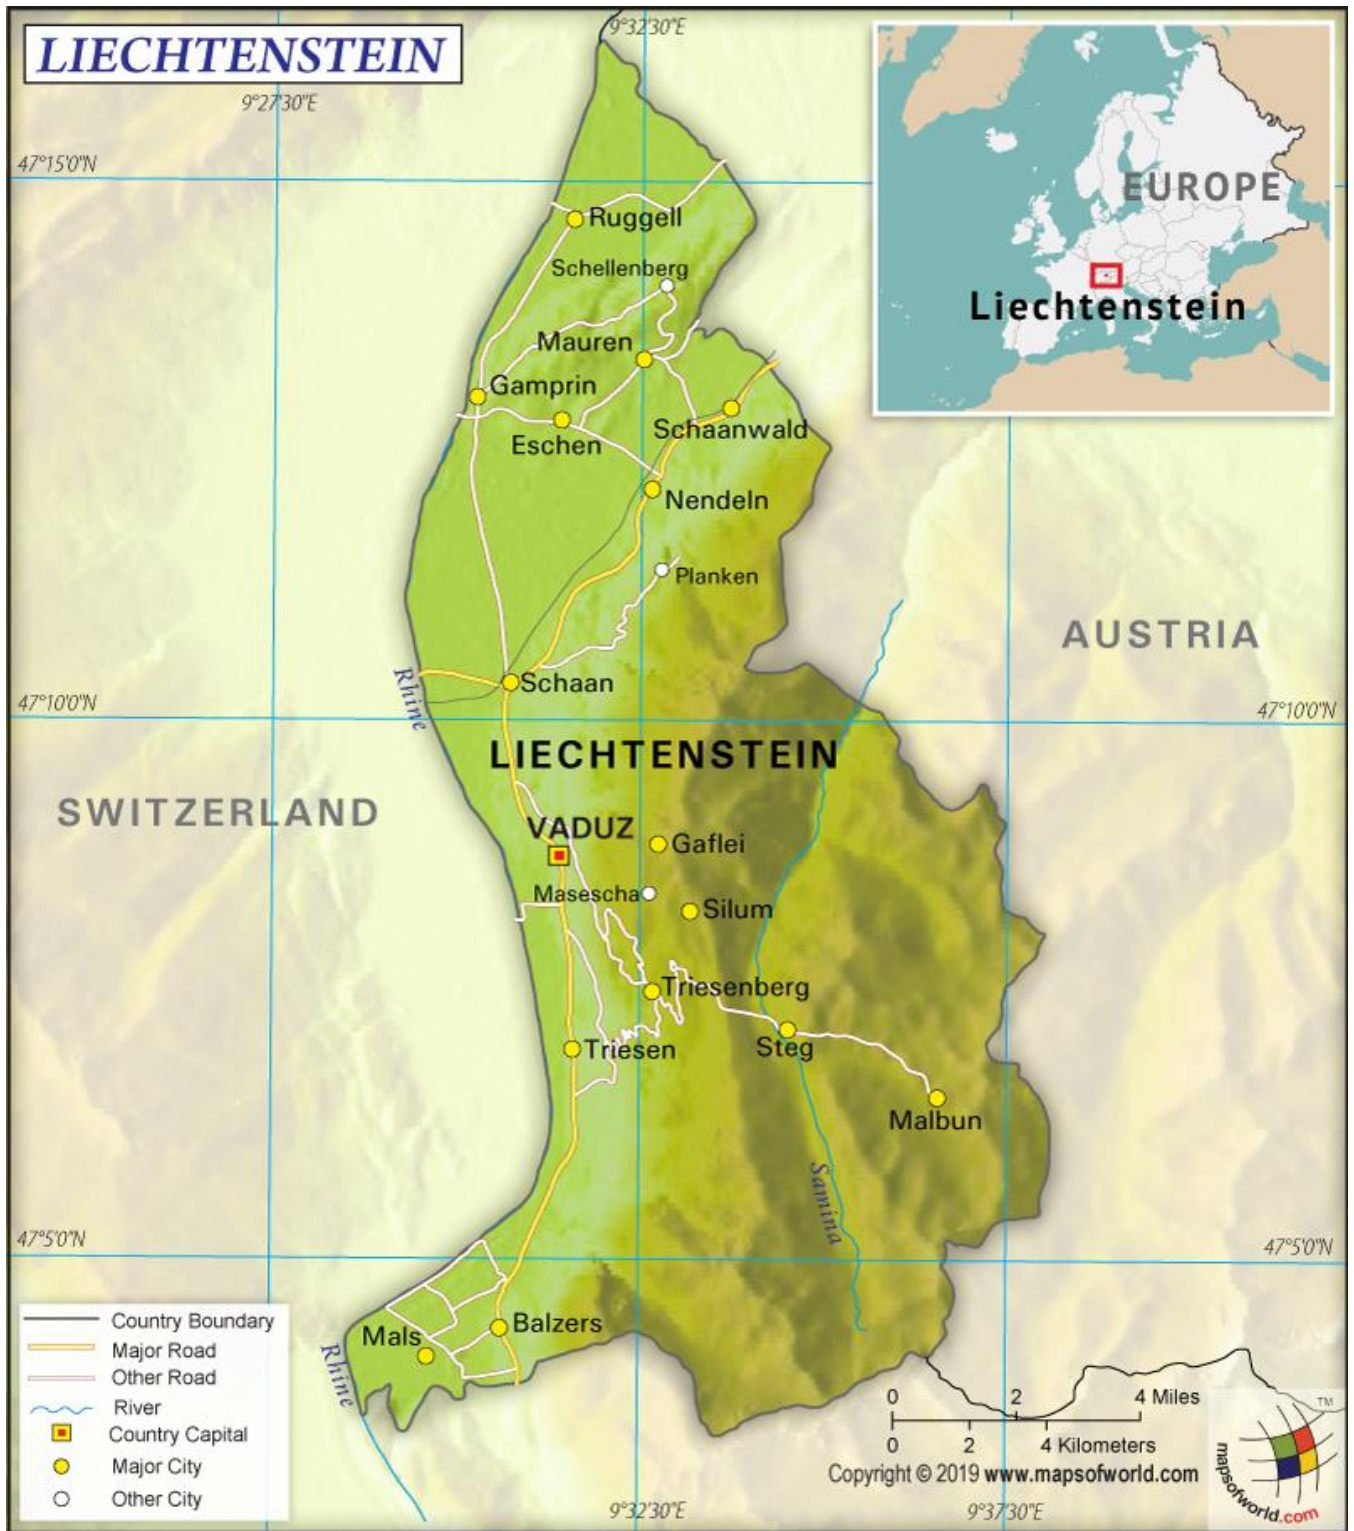 LIECHTENSTEIN
9°32'30"E
9°27'30"E
47°15'0"N
EUROPE
Liechtenstein
Ruggell
Schellenberg
Mauren
Gamprin
Eschen
Schaanwald
Nendeln
Planken
AUSTRIA
Rhine
Schaan
47°10'0"N
47°10'0"N
LIECHTENSTEIN
SWITZERLAND
VADUZ
Gaflei
Masescha
Silum
Triesenberg
Triesen
Steg
Malbun
Samina
47°5'0"N
47°5'0"N
Balzers
Mals
Rhine
Country Boundary
Major Road
Other Road
River
Country Capital
Major City
Other City
0 2 4 Miles
0 2 4 Kilometers
Copyright © 2019 www.mapsofworld.com
TM
mapsofworld.com
9°32'30"E
9°37'30"E